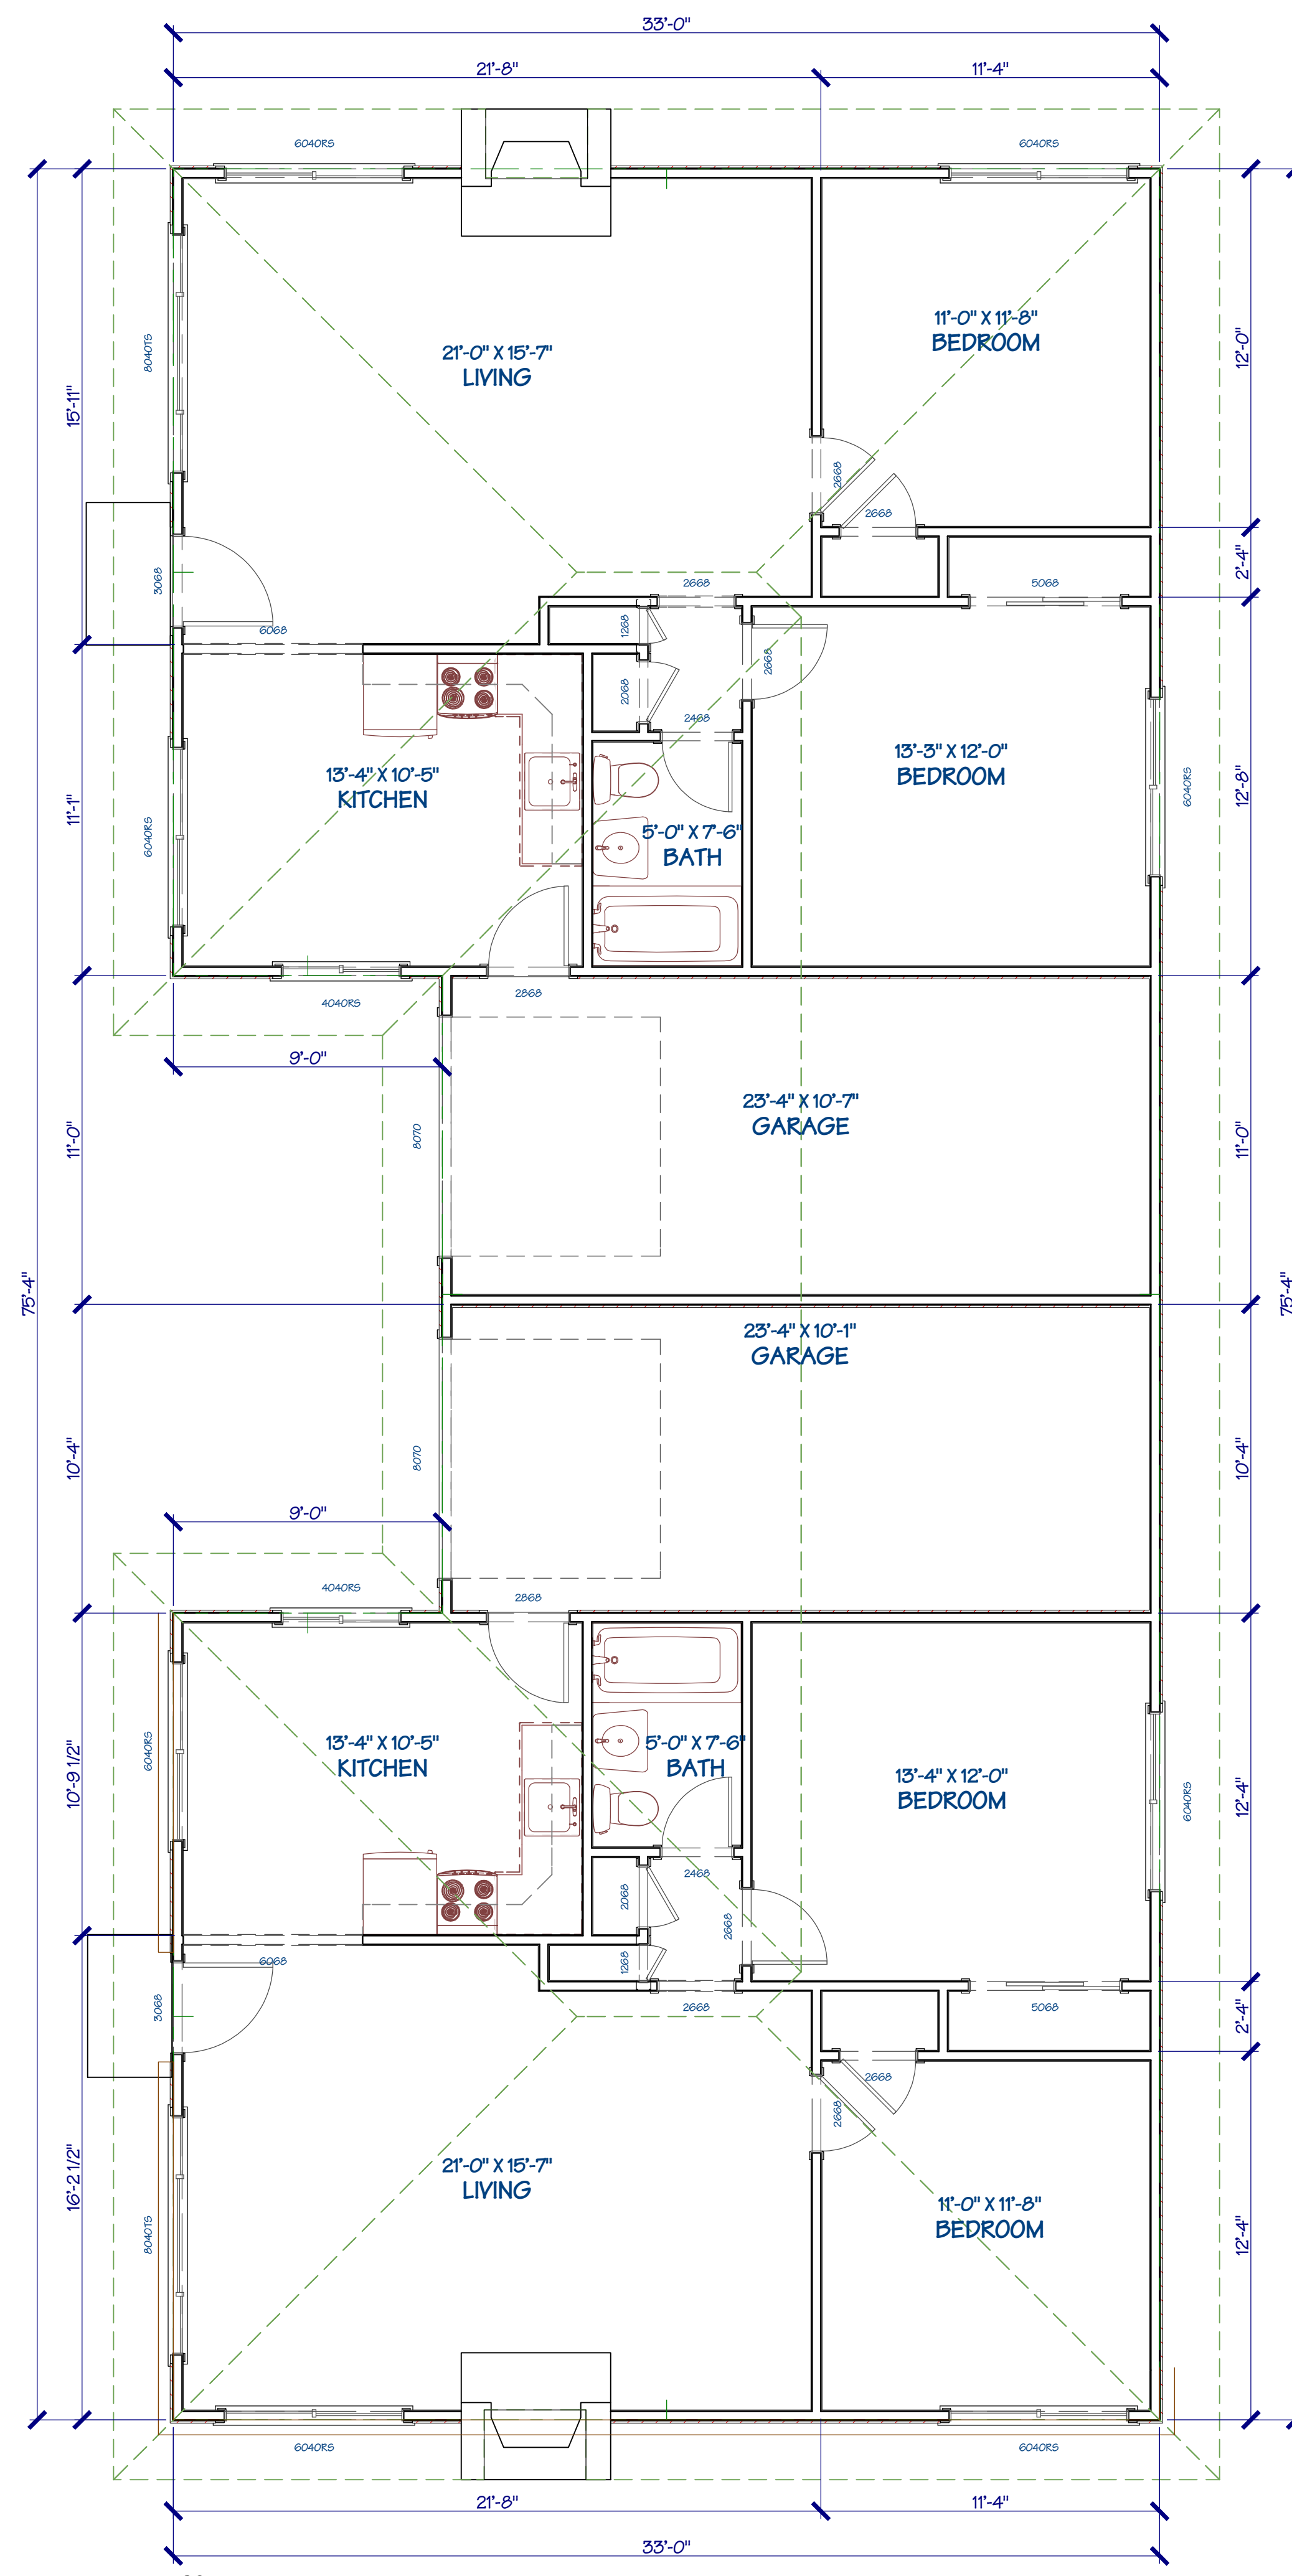 33'-0"
21'-8"
11'-4"
6040RS
6040RS
11'-0" X 11'-8"
BEDROOM
21'-0" X 15'-7"
LIVING
8040TS
12'-0"
15'-11"
2668
2668
2'-4"
3068
2668
5068
6068
1268
2668
2068
2468
13'-3" X 12'-0"
BEDROOM
13'-4" X 10'-5"
KITCHEN
6040RS
12'-8"
11'-1"
6040RS
5'-0" X 7'-6"
BATH
2868
4040RS
9'-0"
23'-4" X 10'-7"
GARAGE
8070
11'-0"
11'-0"
75'-4"
75'-4"
23'-4" X 10'-1"
GARAGE
8070
10'-4"
10'-4"
9'-0"
4040RS
2868
13'-4" X 10'-5"
KITCHEN
5'-0" X 7'-6"
BATH
6040RS
10'-9 1/2"
13'-4" X 12'-0"
BEDROOM
6040RS
12'-4"
2468
2068
2668
6068
1268
3068
2668
5068
2'-4"
2668
2668
21'-0" X 15'-7"
LIVING
16'-2 1/2"
8040TS
11'-0" X 11'-8"
BEDROOM
12'-4"
6040RS
6040RS
21'-8"
11'-4"
33'-0"